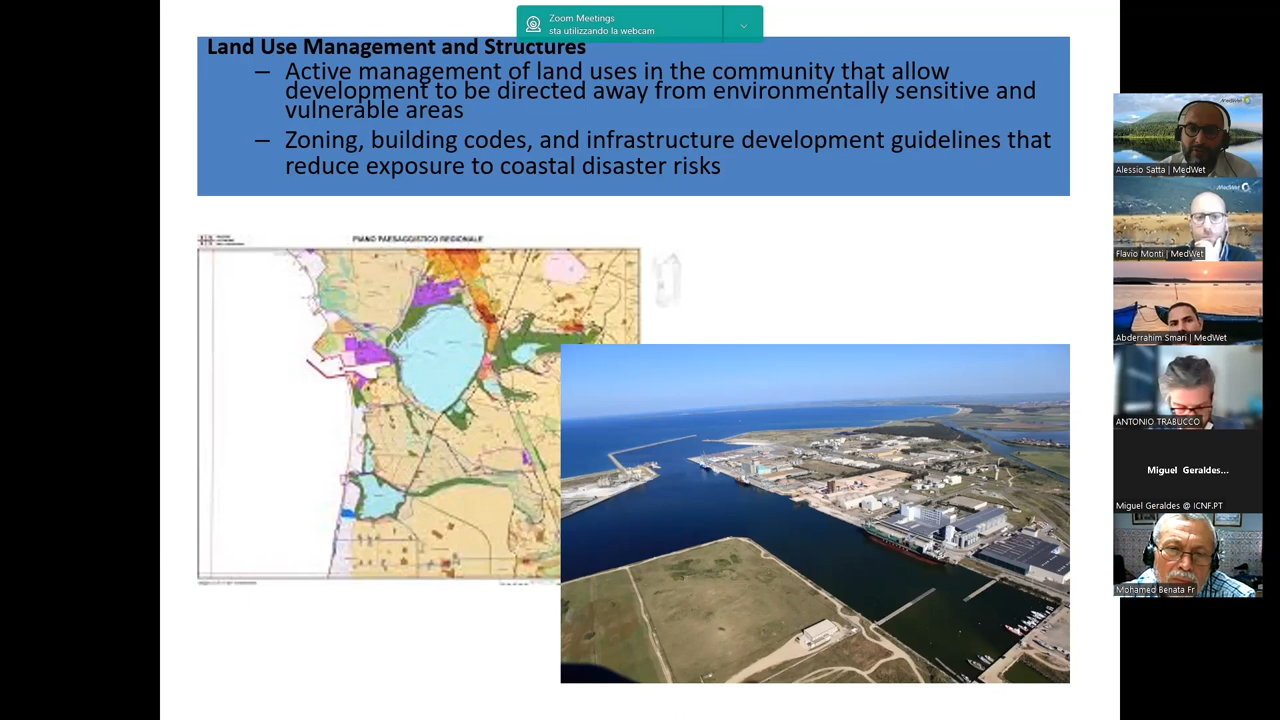 Zoom Meetings
sta utilizzando la webcam
Land Use Management and Structures
– Active management of land uses in the community that allow
development to be directed away from environmentally sensitive and
vulnerable areas
– Zoning, building codes, and infrastructure development guidelines that
reduce exposure to coastal disaster risks
PIANO PAESAGGISTICO REGIONALE
MedWet
Alessio Satta | MedWet
MedWet
Flavio Monti | MedWet
Abderrahim Smari | MedWet
ANTONIO TRABUCCO
Miguel Geraldes...
Miguel Geraldes @ ICNF.PT
Mohamed Benata Fr